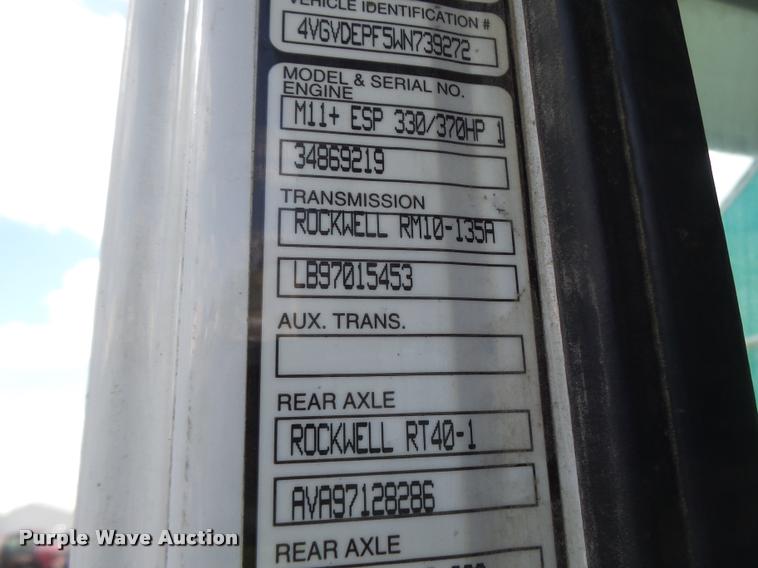 VEHICLE IDENTIFICATION #
4VGVDEPF5WN739272
MODEL & SERIAL NO.
ENGINE
M11+ ESP 330/370HP 1
34869219
TRANSMISSION
ROCKWELL RM10-135A
LB97015453
AUX. TRANS.
REAR AXLE
ROCKWELL RT40-1
AVA97128286
REAR AXLE
Purple Wave Auction